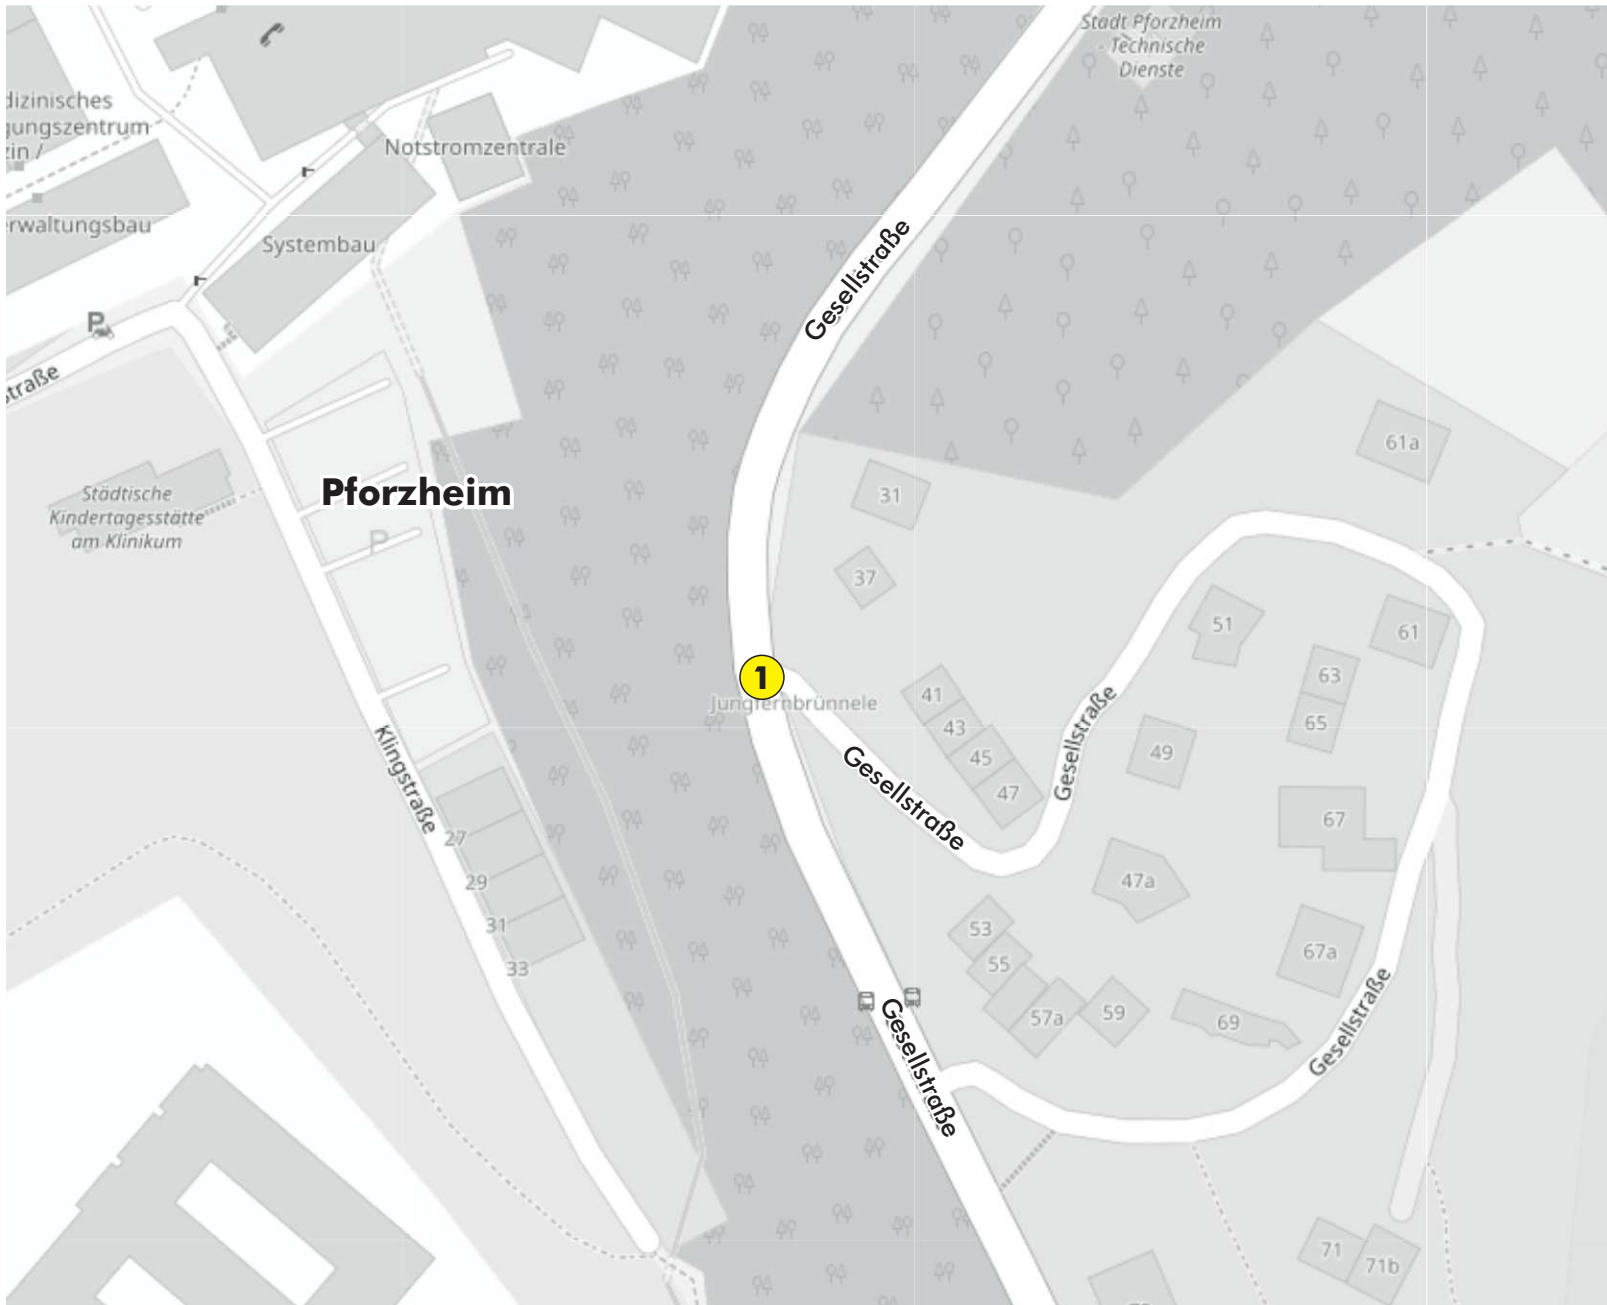 Stadt Pforzheim
- Technische
Dienste
dizinisches
gungszentrum
zin /
Notstromzentrale
rwaltungsbau
Systembau
Gesellstraße
P
straße
61a
Städtische
Kindertagesstätte
am Klinikum
Pforzheim
31
P
37
51
61
63
65
1
Jungfernbrünnele
41
43
45
47
Gesellstraße
49
Gesellstraße
Klingstraße
67
27
29
31
33
47a
53
55
57a
59
67a
69
Gesellstraße
Gesellstraße
71
71b